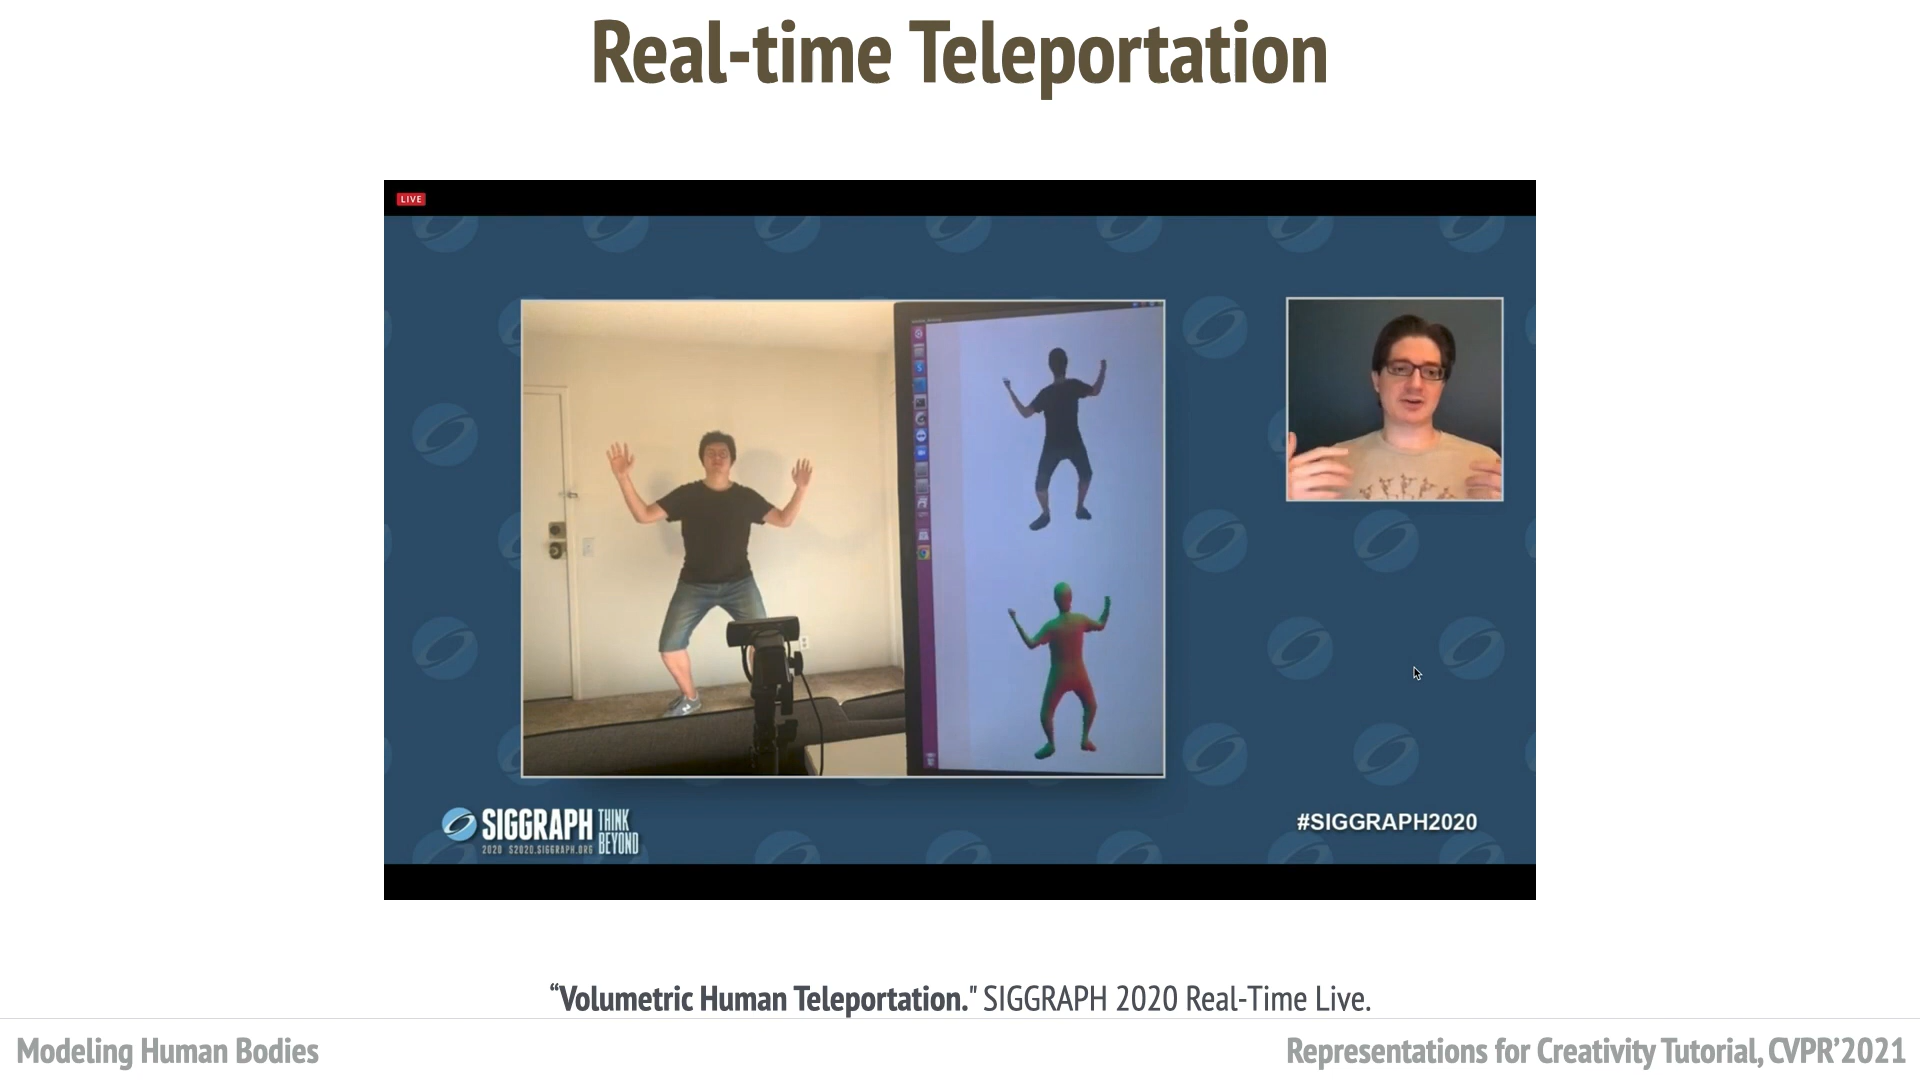 Real-time Teleportation
LIVE
SIGGRAPH THINK BEYOND
2020 S2020.SIGGRAPH.ORG
#SIGGRAPH2020
“Volumetric Human Teleportation." SIGGRAPH 2020 Real-Time Live.
Modeling Human Bodies
Representations for Creativity Tutorial, CVPR’2021